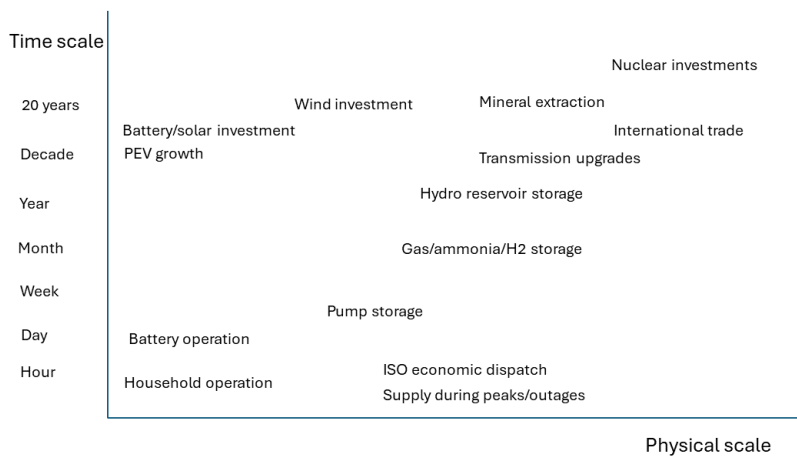 Time scale
Nuclear investments
20 years
Wind investment
Mineral extraction
Battery/solar investment
International trade
Decade
PEV growth
Transmission upgrades
Year
Hydro reservoir storage
Month
Gas/ammonia/H2 storage
Week
Pump storage
Day
Battery operation
Hour
ISO economic dispatch
Household operation
Supply during peaks/outages
Physical scale